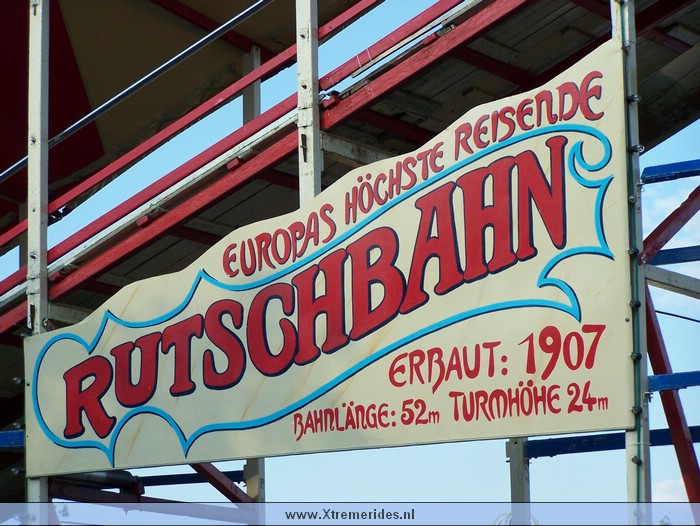 EUROPAS HÖCHSTE REISENDE
RUTSCHBAHN
ERBAUT: 1907
BAHNLÄNGE: 52m TURMHÖHE 24m
www.Xtremerides.nl